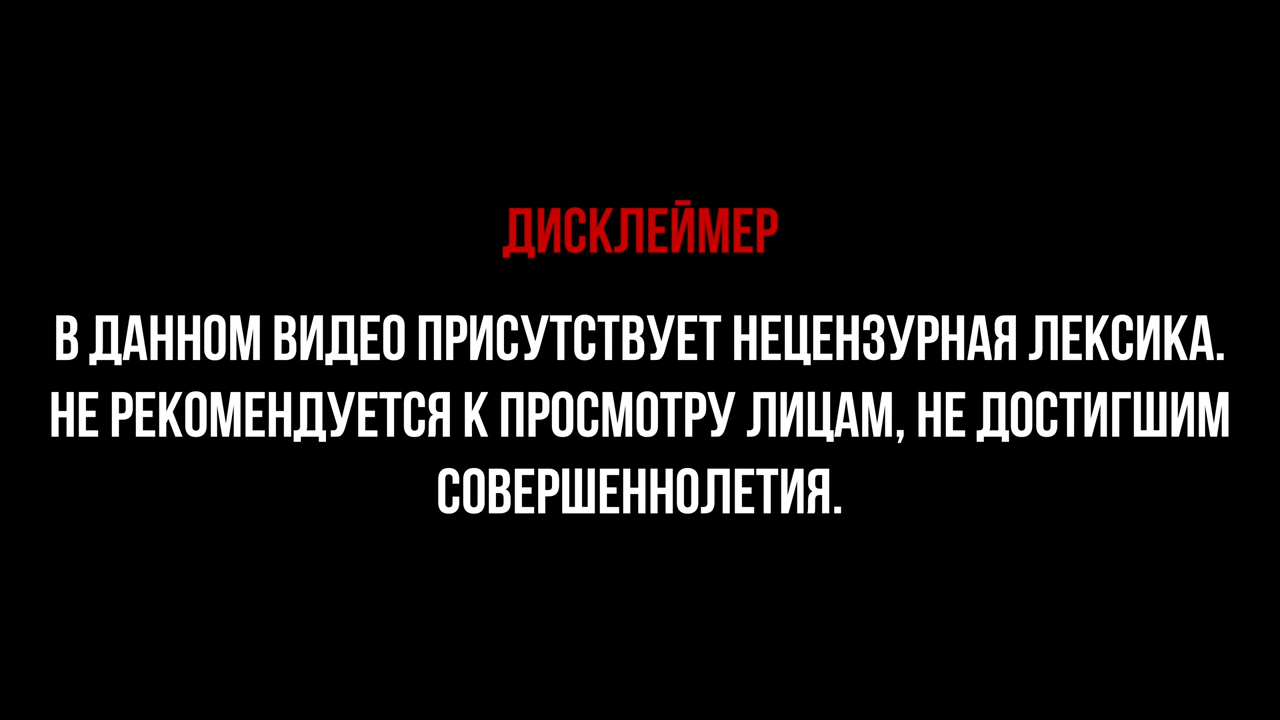 ДИСКЛЕЙМЕР
В ДАННОМ ВИДЕО ПРИСУТСТВУЕТ НЕЦЕНЗУРНАЯ ЛЕКСИКА.
НЕ РЕКОМЕНДУЕТСЯ К ПРОСМОТРУ ЛИЦАМ, НЕ ДОСТИГШИМ
СОВЕРШЕННОЛЕТИЯ.